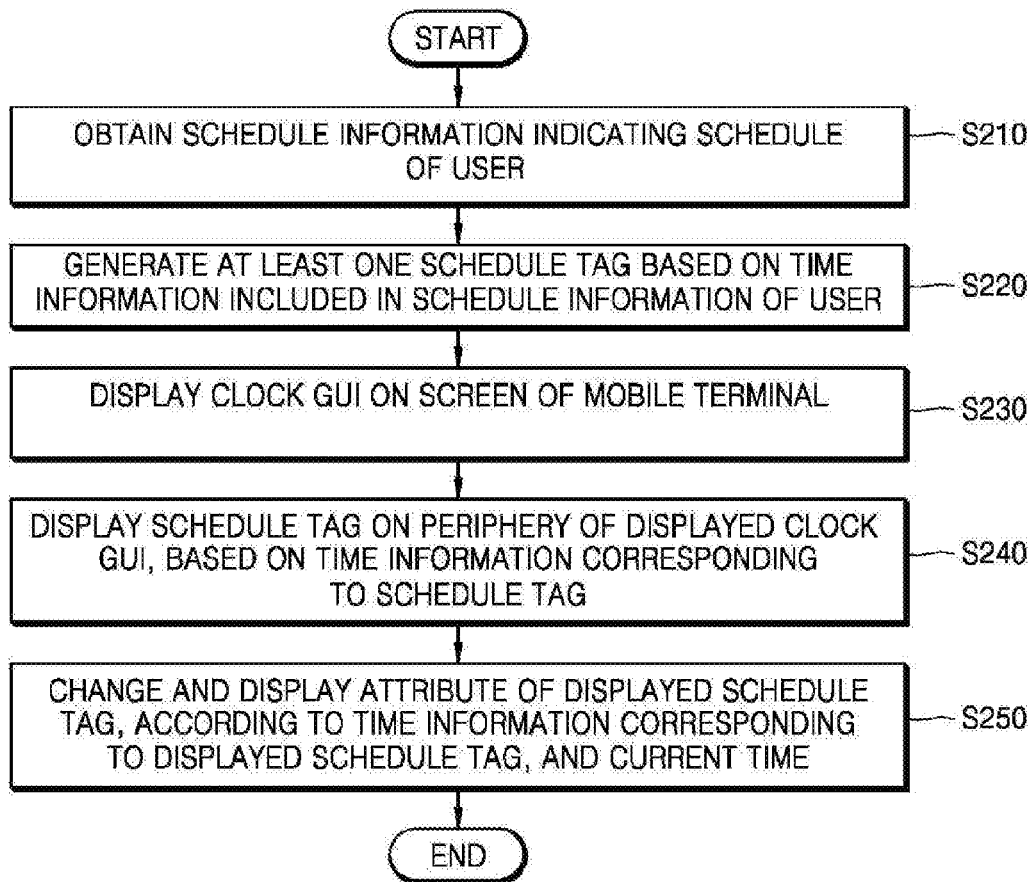 START
OBTAIN SCHEDULE INFORMATION INDICATING SCHEDULE
OF USER
S210
GENERATE AT LEAST ONE SCHEDULE TAG BASED ON TIME
INFORMATION INCLUDED IN SCHEDULE INFORMATION OF USER
S220
DISPLAY CLOCK GUI ON SCREEN OF MOBILE TERMINAL
S230
DISPLAY SCHEDULE TAG ON PERIPHERY OF DISPLAYED CLOCK
GUI, BASED ON TIME INFORMATION CORRESPONDING
TO SCHEDULE TAG
S240
CHANGE AND DISPLAY ATTRIBUTE OF DISPLAYED SCHEDULE
TAG, ACCORDING TO TIME INFORMATION CORRESPONDING
TO DISPLAYED SCHEDULE TAG, AND CURRENT TIME
S250
END